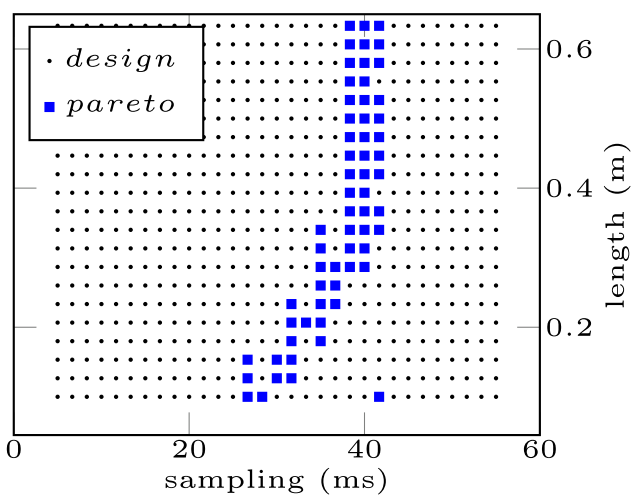 design
pareto
0.6
0.4
0.2
length (m)
0 20 40 60
sampling (ms)